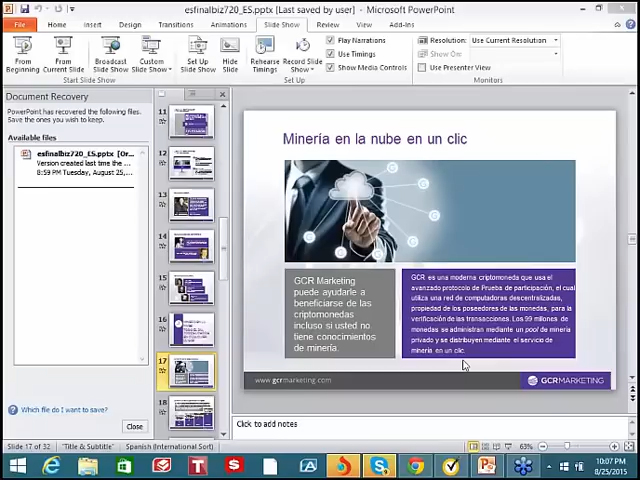 esfinalbiz720_ES.pptx [Last saved by user] - Microsoft PowerPoint
File Home Insert Design Transitions Animations Slide Show Review View Add-Ins
From Beginning
From Current Slide
Broadcast Slide Show
Custom Slide Show
Start Slide Show
Set Up Slide Show
Hide Slide
Rehearse Timings
Record Slide Show
Play Narrations
Use Timings
Show Media Controls
Set Up
Resolution: Use Current Resolution
Show On:
Use Presenter View
Monitors
Document Recovery
PowerPoint has recovered the following files.
Save the ones you wish to keep.
Available files
esfinalbiz720_ES.pptx [Or...
Version created last time the ...
8:59 PM Tuesday, August 25,...
Which file do I want to save?
Close
11
12
13
14
15
16
17
18
Minería en la nube en un clic
GCR Marketing
puede ayudarle a
beneficiarse de las
criptomonedas
incluso si usted no
tiene conocimientos
de minería.
GCR es una moderna criptomoneda que usa el
avanzado protocolo de Prueba de participación, el cual
utiliza una red de computadoras descentralizadas,
propiedad de los poseedores de las monedas, para la
verificación de las transacciones. Los 99 millones de
monedas se administran mediante un pool de minería
privado y se distribuyen mediante el servicio de
minería en un clic.
www.gcrmarketing.com
GCRMARKETING
Click to add notes
Slide 17 of 32 "Title & Subtitle" Spanish (International Sort) 63%
10:07 PM
8/25/2015